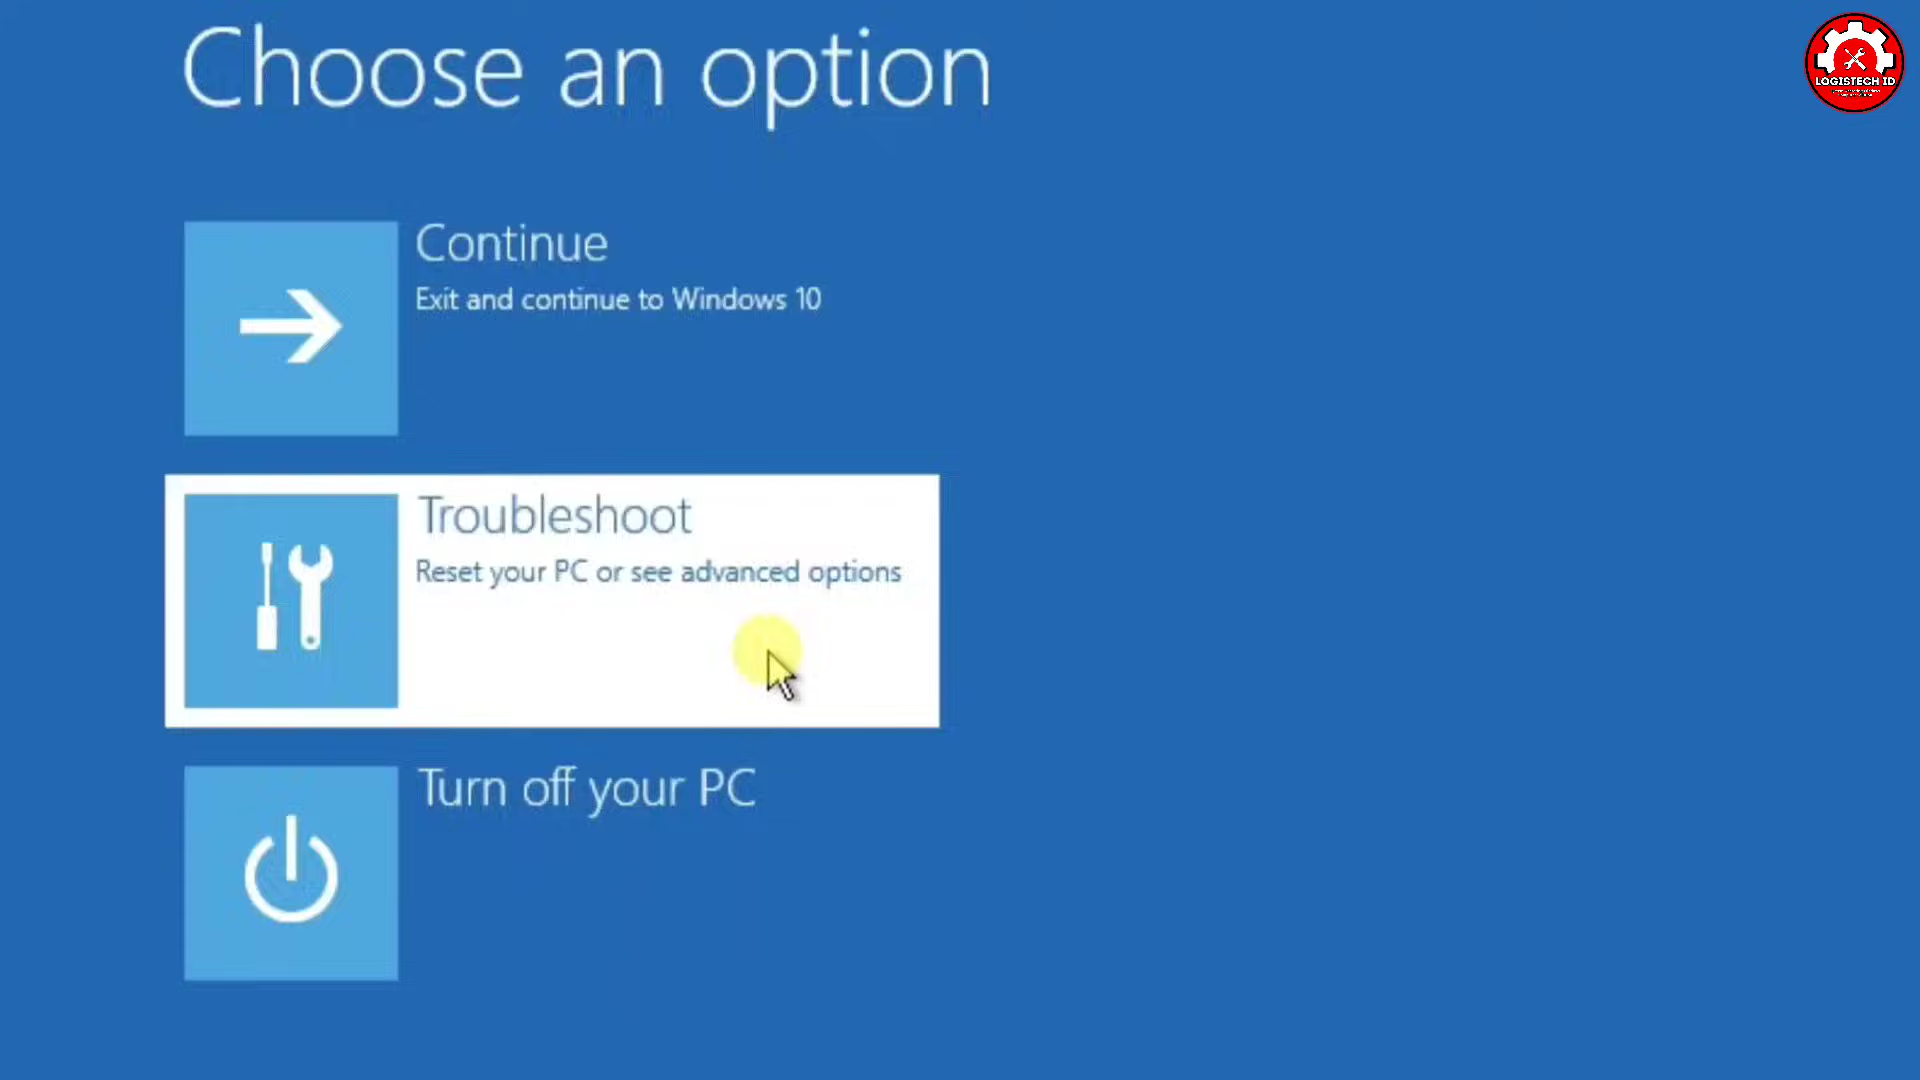 Choose an option
LOGISTECH ID
Continue
Exit and continue to Windows 10
Troubleshoot
Reset your PC or see advanced options
Turn off your PC